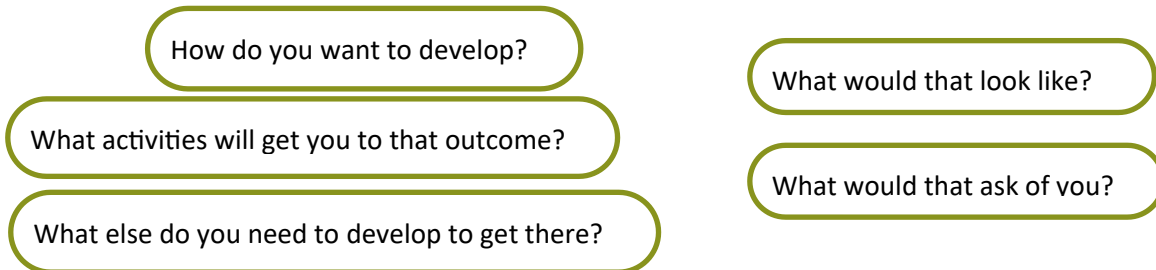 How do you want to develop?
What activities will get you to that outcome?
What else do you need to develop to get there?
What would that look like?
What would that ask of you?